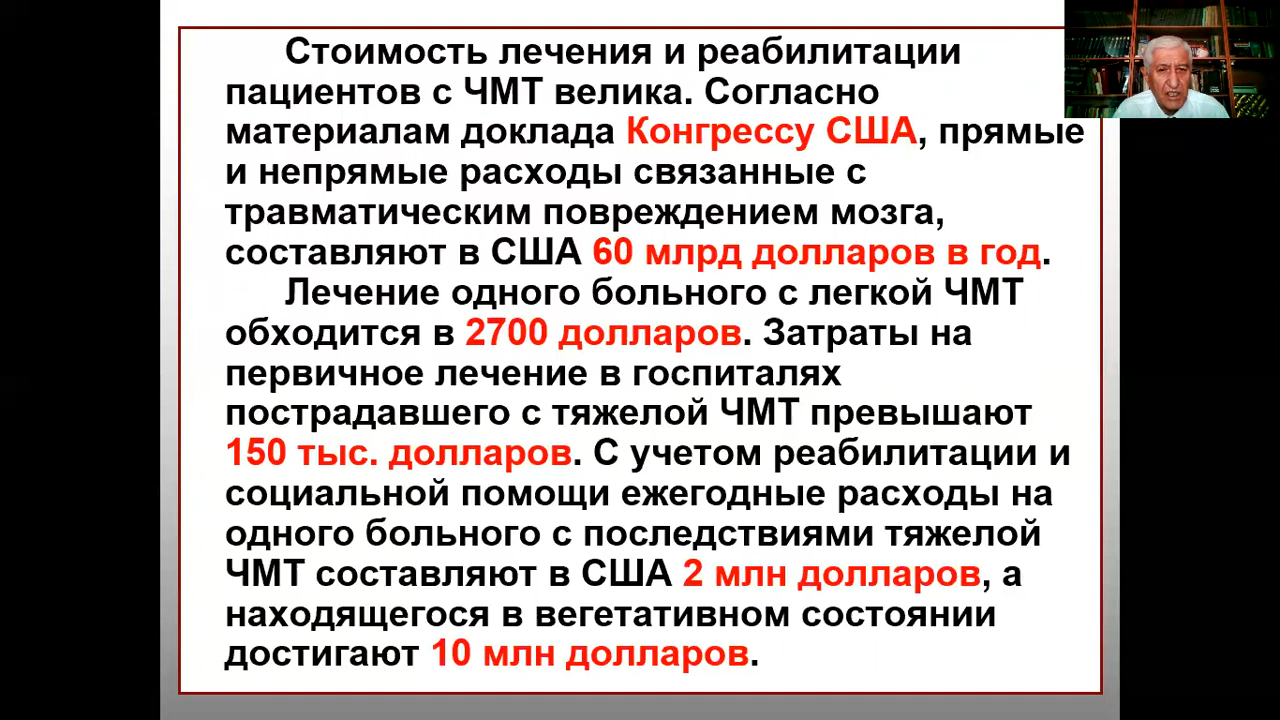 Стоимость лечения и реабилитации
пациентов с ЧМТ велика. Согласно
материалам доклада Конгрессу США, прямые
и непрямые расходы связанные с
травматическим повреждением мозга,
составляют в США 60 млрд долларов в год.
Лечение одного больного с легкой ЧМТ
обходится в 2700 долларов. Затраты на
первичное лечение в госпиталях
пострадавшего с тяжелой ЧМТ превышают
150 тыс. долларов. С учетом реабилитации и
социальной помощи ежегодные расходы на
одного больного с последствиями тяжелой
ЧМТ составляют в США 2 млн долларов, а
находящегося в вегетативном состоянии
достигают 10 млн долларов.